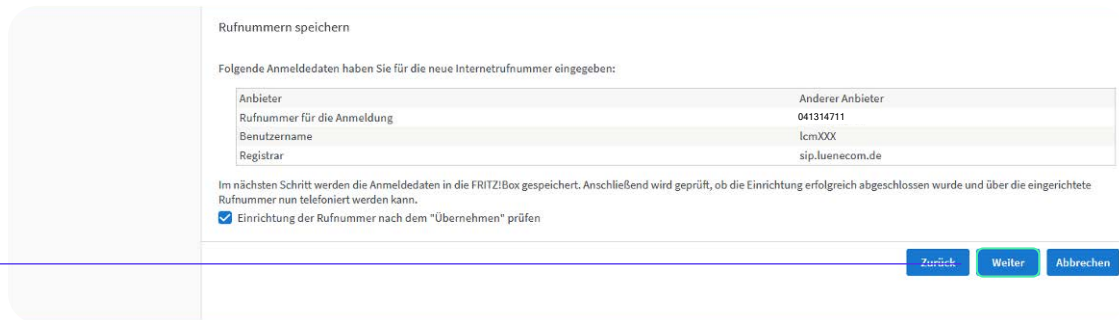 Rufnummern speichern
Folgende Anmeldedaten haben Sie für die neue Internetrufnummer eingegeben:
Anbieter Anderer Anbieter
Rufnummer für die Anmeldung 041314711
Benutzername lcmXXX
Registrar sip.luenecom.de
Im nächsten Schritt werden die Anmeldedaten in die FRITZ!Box gespeichert. Anschließend wird geprüft, ob die Einrichtung erfolgreich abgeschlossen wurde und über die eingerichtete
Rufnummer nun telefoniert werden kann.
Einrichtung der Rufnummer nach dem "Übernehmen" prüfen
Zurück Weiter Abbrechen